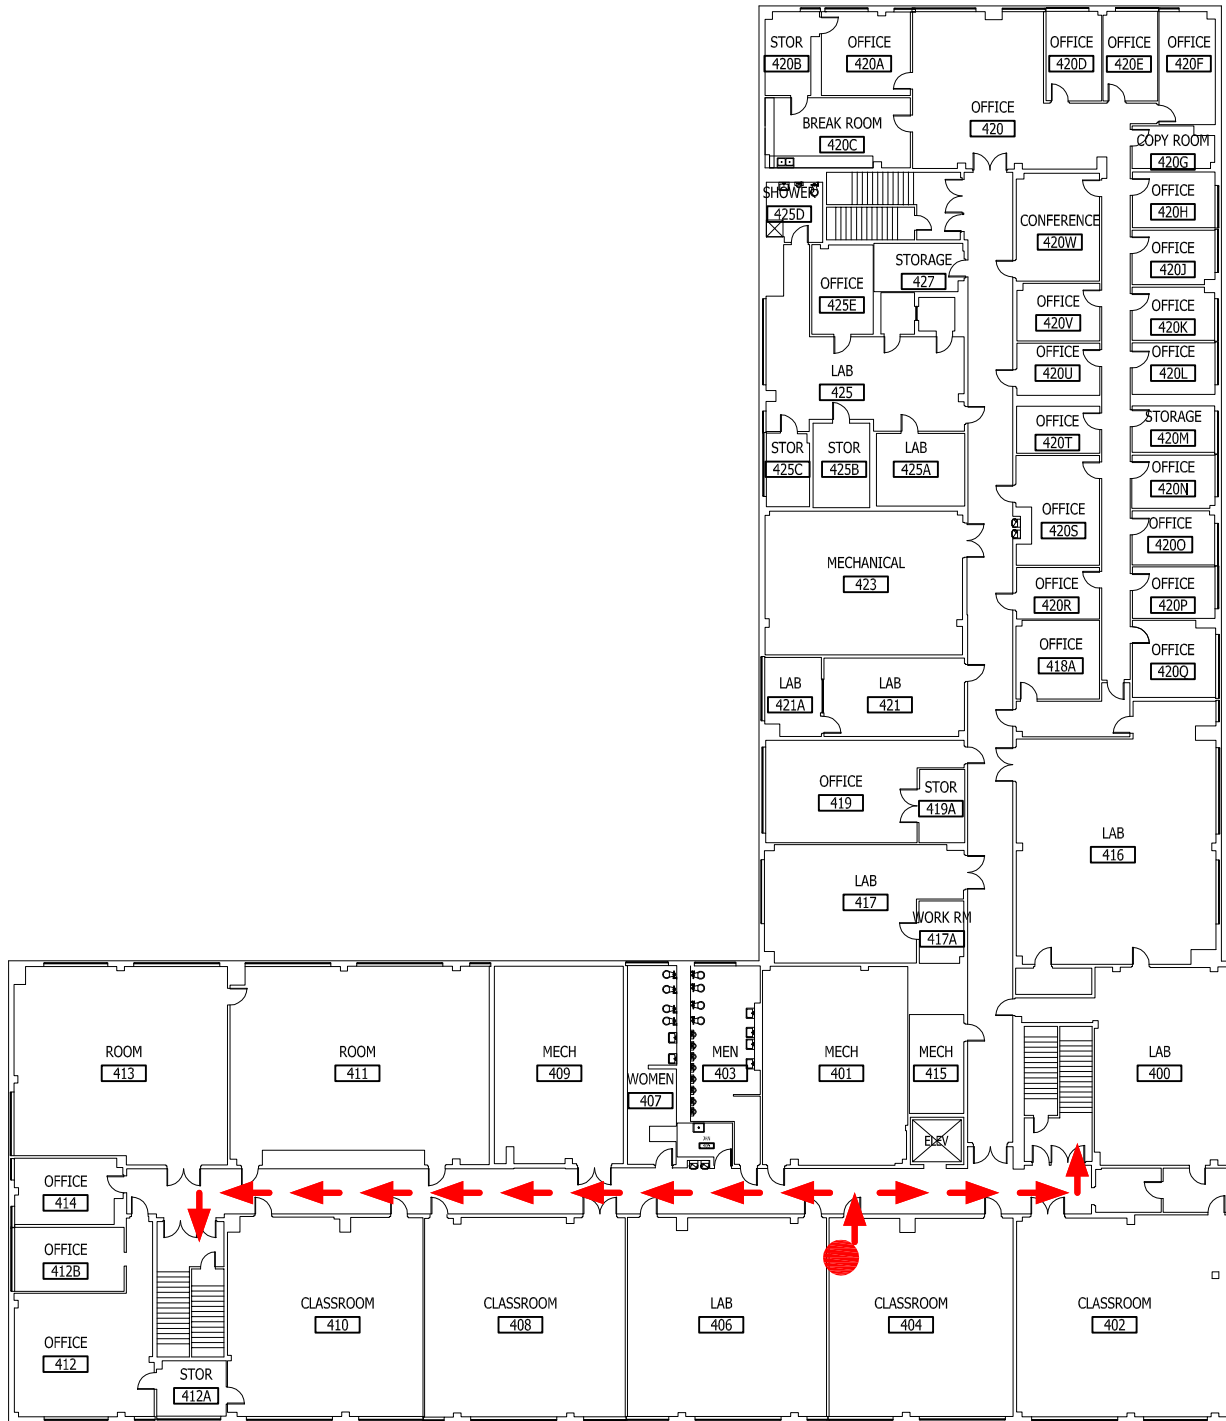 STOR
420B
OFFICE
420A
OFFICE
420D
OFFICE
420E
OFFICE
420F
OFFICE
420
BREAK ROOM
420C
COPY ROOM
420G
SHOWER
425D
OFFICE
420H
CONFERENCE
420W
OFFICE
420J
STORAGE
427
OFFICE
425E
OFFICE
420V
OFFICE
420K
LAB
425
OFFICE
420U
OFFICE
420L
OFFICE
420T
STORAGE
420M
STOR
425C
STOR
425B
LAB
425A
OFFICE
420N
OFFICE
420S
OFFICE
420O
MECHANICAL
423
OFFICE
420R
OFFICE
420P
OFFICE
418A
OFFICE
420Q
LAB
421A
LAB
421
OFFICE
419
STOR
419A
LAB
416
LAB
417
WORK RM
417A
ROOM
413
ROOM
411
MECH
409
WOMEN
407
MEN
403
MECH
401
MECH
415
LAB
400
ELEV
OFFICE
414
OFFICE
412B
OFFICE
412
STOR
412A
CLASSROOM
410
CLASSROOM
408
LAB
406
CLASSROOM
404
CLASSROOM
402